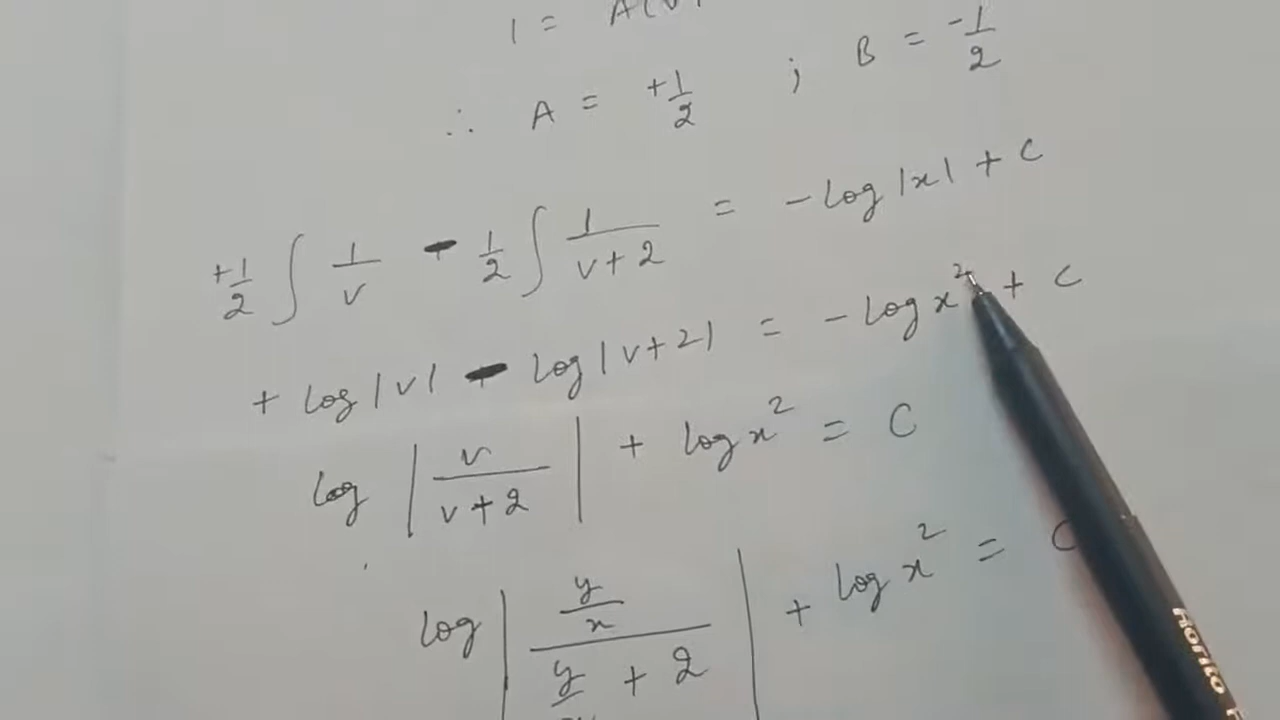 1 = A(v
∴ A = +1/2 ; B = -1/2
+1/2 ∫ 1/v - 1/2 ∫ 1/(v+2) = -log|x| + C
+ log|v| - log|v+2| = -log x² + C
log |v/(v+2)| + log x² = C
log |(y/x)/(y/x + 2)| + log x² = C
Horito